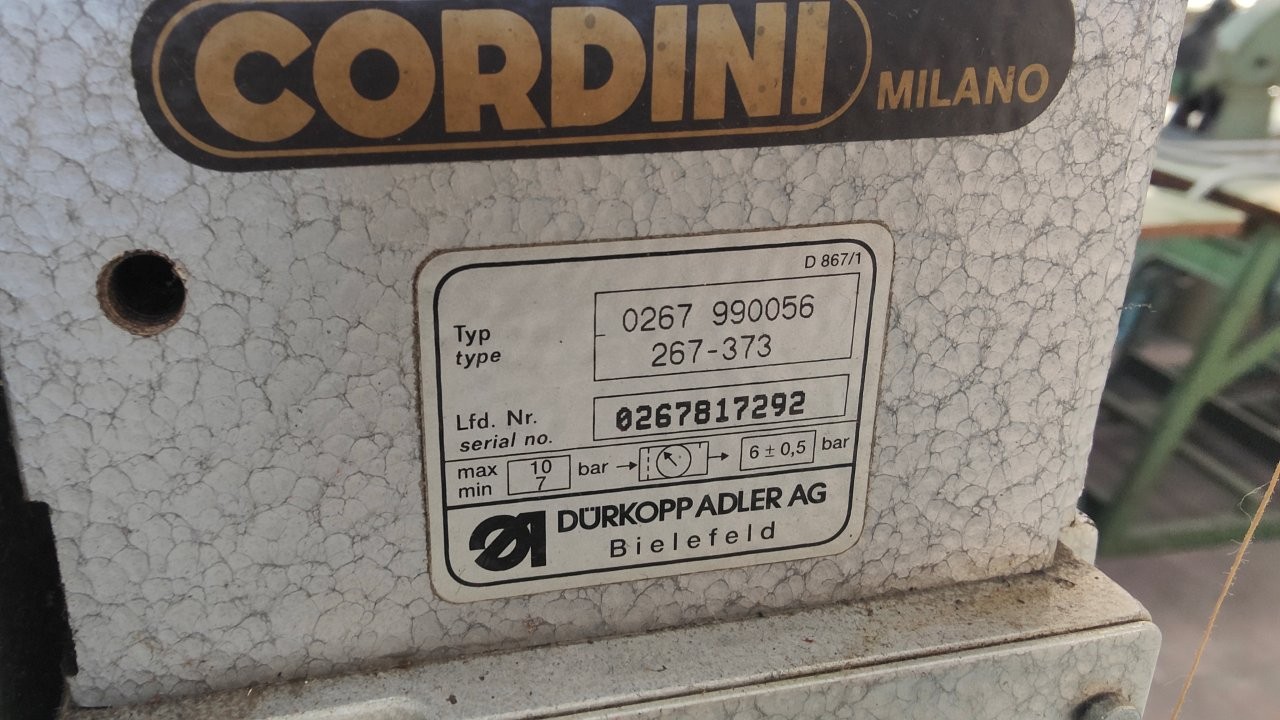 CORDINI MILANO
D 867/1
Typ
type
0267 990056
267-373
Lfd. Nr.
serial no.
0267817292
max 10 bar
min 7
6 ± 0,5 bar
DÜRKOPP ADLER AG
Bielefeld